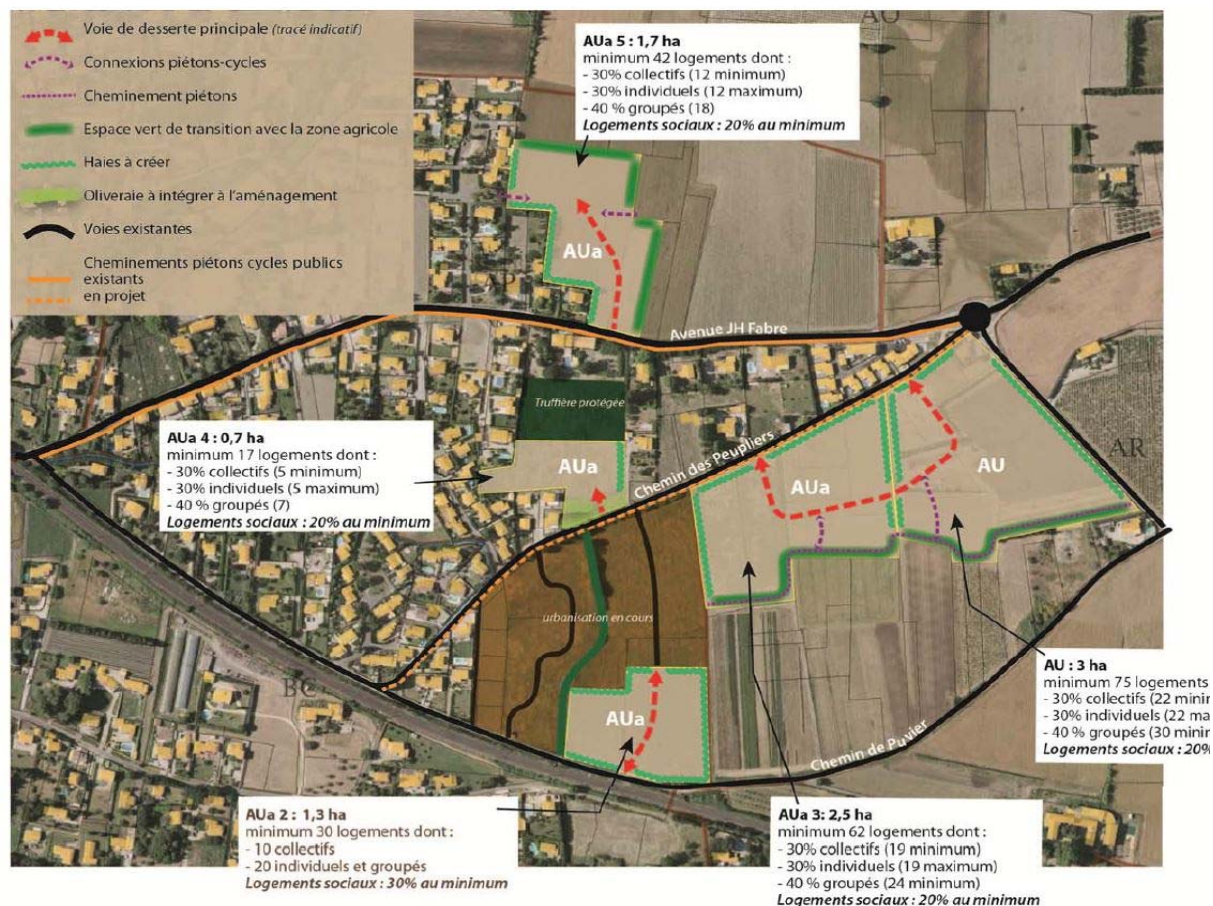 Voie de desserte principale (tracé indicatif)
Connexions piétons-cycles
Cheminement piétons
Espace vert de transition avec la zone agricole
Haies à créer
Oliveraie à intégrer à l'aménagement
Voies existantes
Cheminements piétons cycles publics
existants
en projet
AO
AUa 5 : 1,7 ha
minimum 42 logements dont :
- 30% collectifs (12 minimum)
- 30% individuels (12 maximum)
- 40 % groupés (18)
Logements sociaux : 20% au minimum
AUa
AP
Avenue JH Fabre
Truffière protégée
AUa 4 : 0,7 ha
minimum 17 logements dont :
- 30% collectifs (5 minimum)
- 30% individuels (5 maximum)
- 40 % groupés (7)
Logements sociaux : 20% au minimum
AUa
Chemin des Peupliers
AUa
AU
AR
urbanisation en cours
BC
AUa
Chemin de Puvier
AU : 3 ha
minimum 75 logements
- 30% collectifs (22 mini
- 30% individuels (22 ma
- 40 % groupés (30 mini
Logements sociaux : 20%
AUa 2 : 1,3 ha
minimum 30 logements dont :
- 10 collectifs
- 20 individuels et groupés
Logements sociaux : 30% au minimum
AUa 3: 2,5 ha
minimum 62 logements dont :
- 30% collectifs (19 minimum)
- 30% individuels (19 maximum)
- 40 % groupés (24 minimum)
Logements sociaux : 20% au minimum